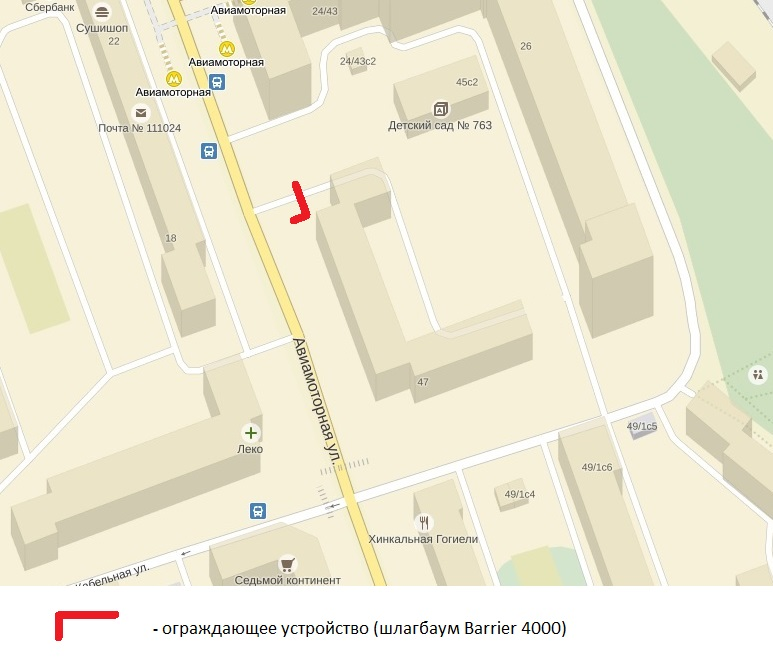 Сбербанк
Авиамоторная
24/43
Сушишоп
22
26
24/43с2
Авиамоторная
45с2
Авиамоторная
Почта № 111024
Детский сад № 763
18
Авиамоторная ул.
47
Леко
49/1с5
49/1с6
49/1с4
Хинкальная Гогиели
Кабельная ул.
Седьмой континент
- ограждающее устройство (шлагбаум Barrier 4000)